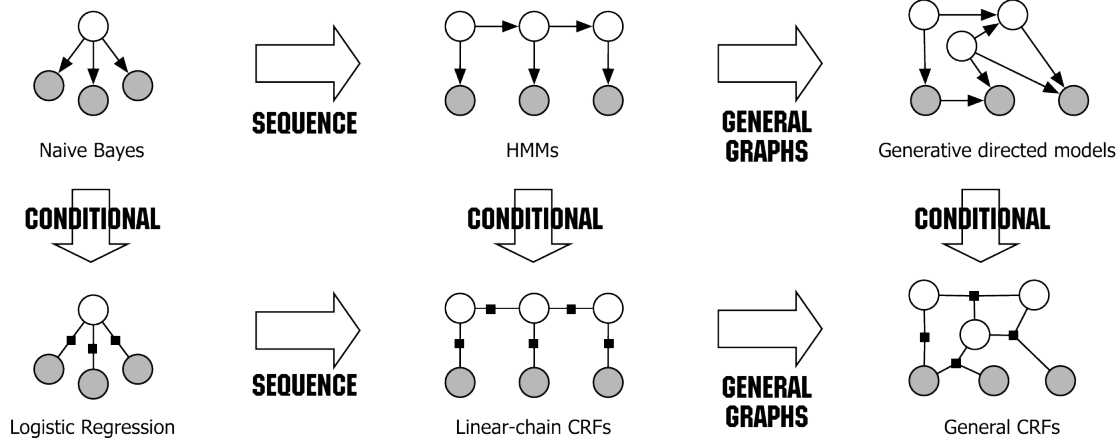 SEQUENCE
GENERAL
GRAPHS
Naive Bayes
HMMs
Generative directed models
CONDITIONAL
CONDITIONAL
CONDITIONAL
SEQUENCE
GENERAL
GRAPHS
Logistic Regression
Linear-chain CRFs
General CRFs